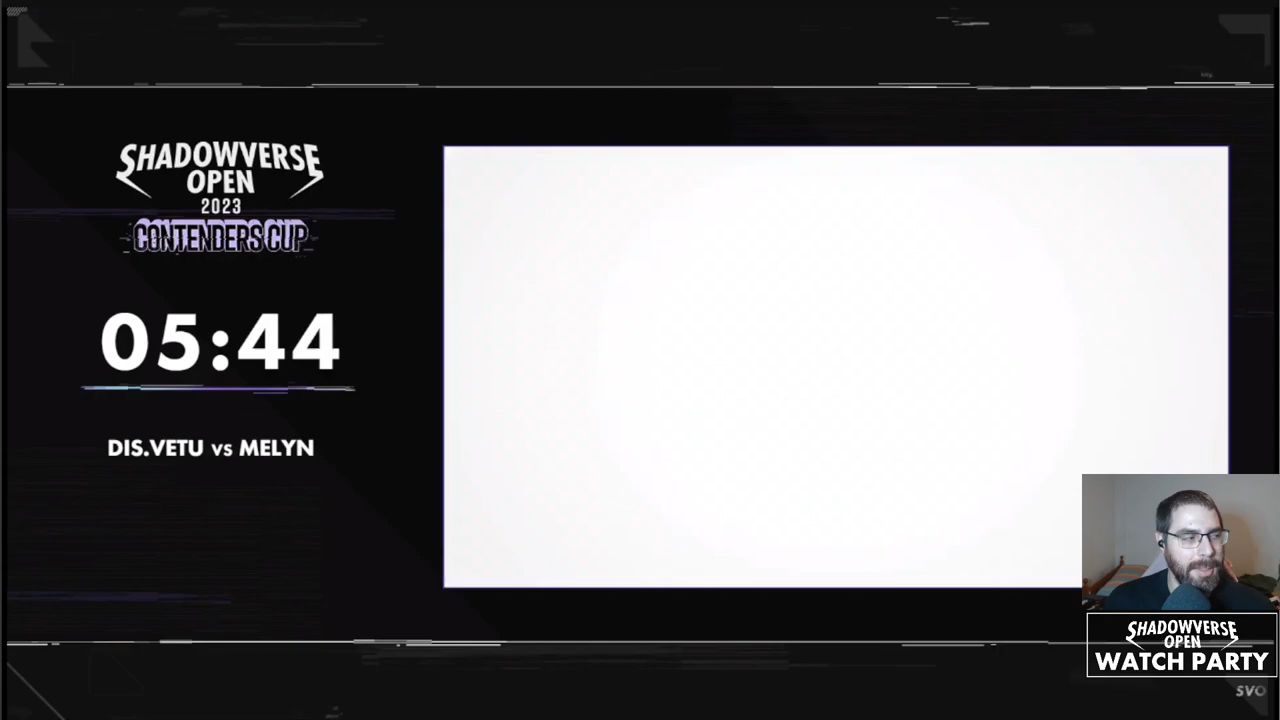 SHADOWVERSE
OPEN
2023
CONTENDERS CUP
05:44
DIS.VETU vs MELYN
SHADOWVERSE
OPEN
WATCH PARTY
SVO